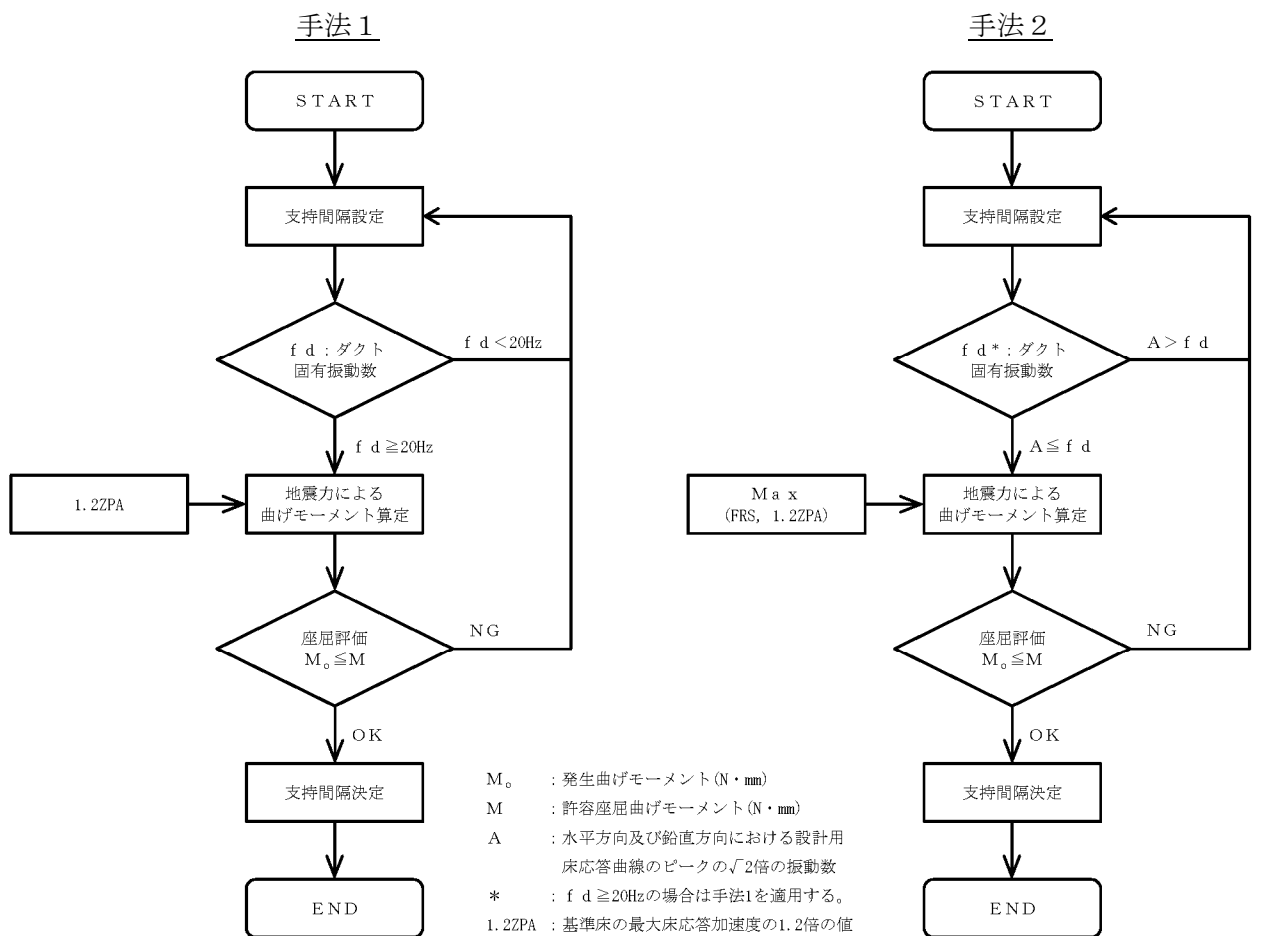 手法１
START
支持間隔設定
ｆｄ：ダクト
固有振動数
ｆｄ＜20Hz
ｆｄ≧20Hz
1.2ZPA
地震力による
曲げモーメント算定
座屈評価
Ｍ₀≦Ｍ
NG
OK
支持間隔決定
END
手法２
START
支持間隔設定
ｆｄ＊：ダクト
固有振動数
Ａ＞ｆｄ
Ａ≦ｆｄ
Ｍａｘ
(FRS, 1.2ZPA)
地震力による
曲げモーメント算定
座屈評価
Ｍ₀≦Ｍ
NG
OK
支持間隔決定
END
Ｍ₀ ：発生曲げモーメント(N・mm)
Ｍ ：許容座屈曲げモーメント(N・mm)
Ａ ：水平方向及び鉛直方向における設計用
床応答曲線のピークの√2倍の振動数
＊ ：ｆｄ≧20Hzの場合は手法1を適用する。
1.2ZPA ：基準床の最大床応答加速度の1.2倍の値